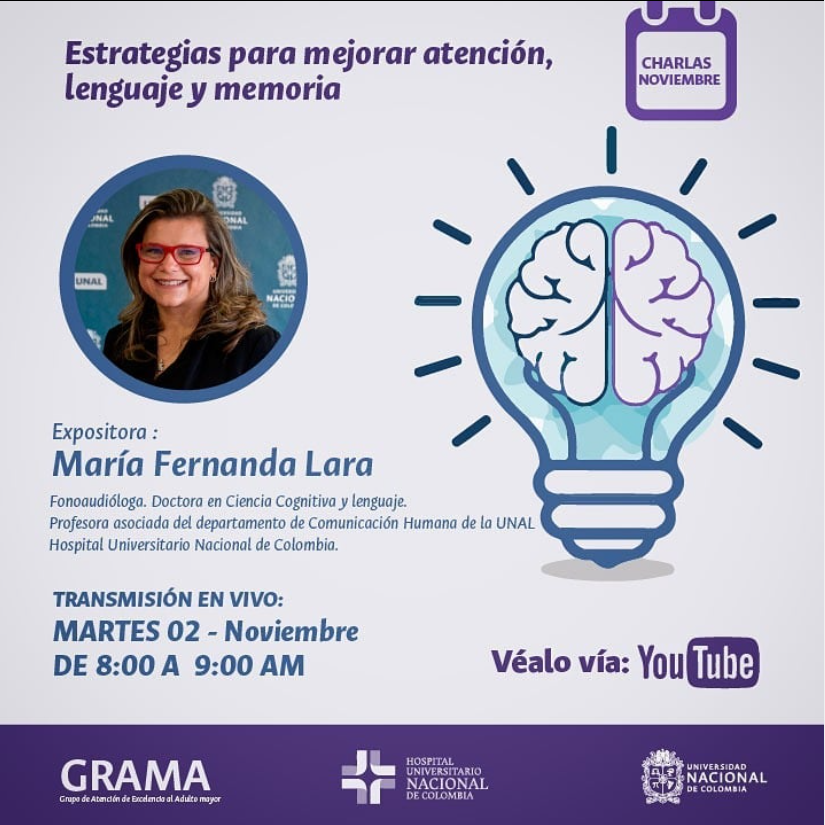 Estrategias para mejorar atención,
lenguaje y memoria
CHARLAS
NOVIEMBRE
UNAL
NACIO
Expositora :
María Fernanda Lara
Fonoaudióloga. Doctora en Ciencia Cognitiva y lenguaje.
Profesora asociada del departamento de Comunicación Humana de la UNAL
Hospital Universitario Nacional de Colombia.
TRANSMISIÓN EN VIVO:
MARTES 02 - Noviembre
DE 8:00 A 9:00 AM
Véalo vía: YouTube
GRAMA
Grupo de Atención de Excelencia al Adulto mayor
HOSPITAL
UNIVERSITARIO
NACIONAL
DE COLOMBIA
UNIVERSIDAD
NACIONAL
DE COLOMBIA